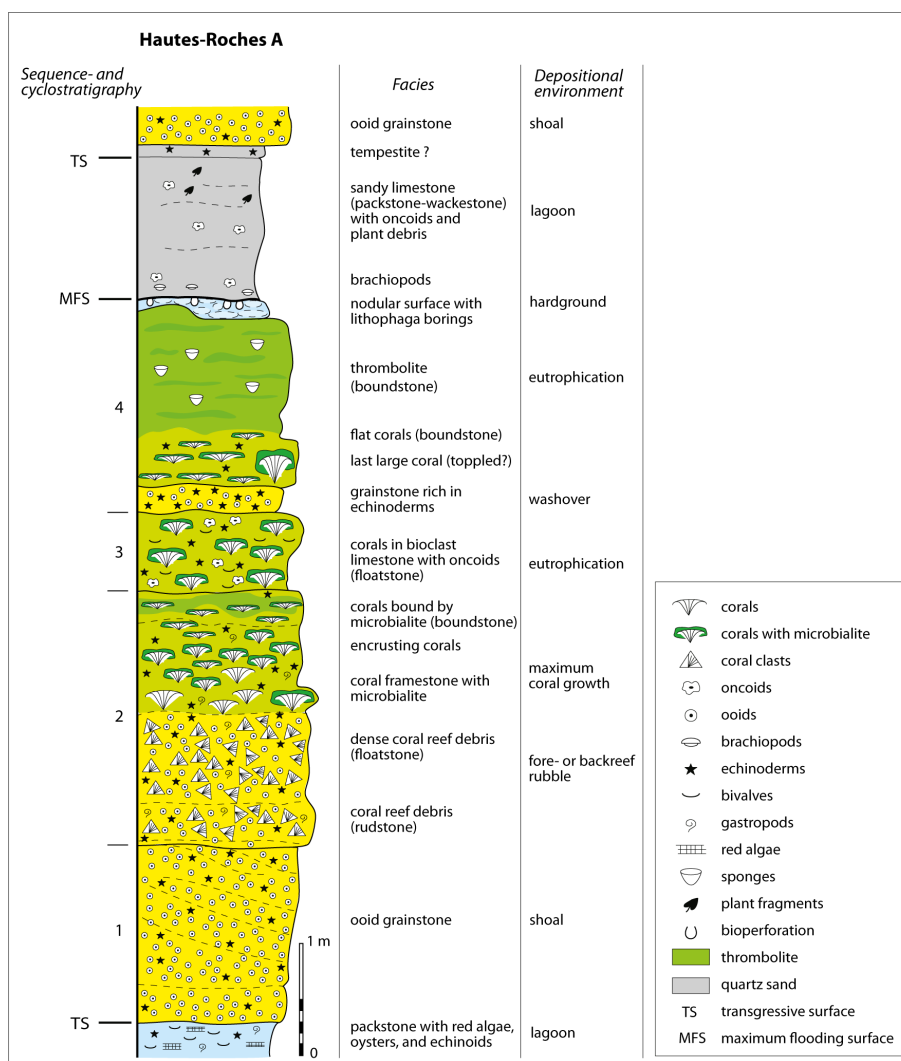 Hautes-Roches A
Sequence- and
cyclostratigraphy
Facies
Depositional
environment
ooid grainstone
shoal
TS
tempestite ?
sandy limestone
(packstone-wackestone)
with oncoids and
plant debris
lagoon
brachiopods
MFS
nodular surface with
lithophaga borings
hardground
thrombolite
(boundstone)
eutrophication
4
flat corals (boundstone)
last large coral (toppled?)
grainstone rich in
echinoderms
washover
3
corals in bioclast
limestone with oncoids
(floatstone)
eutrophication
corals bound by
microbialite (boundstone)
encrusting corals
coral framestone with
microbialite
maximum
coral growth
2
dense coral reef debris
(floatstone)
fore- or backreef
rubble
coral reef debris
(rudstone)
1
ooid grainstone
shoal
1 m
0
TS
packstone with red algae,
oysters, and echinoids
lagoon
corals
corals with microbialite
coral clasts
oncoids
ooids
brachiopods
echinoderms
bivalves
gastropods
red algae
sponges
plant fragments
bioperforation
thrombolite
quartz sand
TS transgressive surface
MFS maximum flooding surface